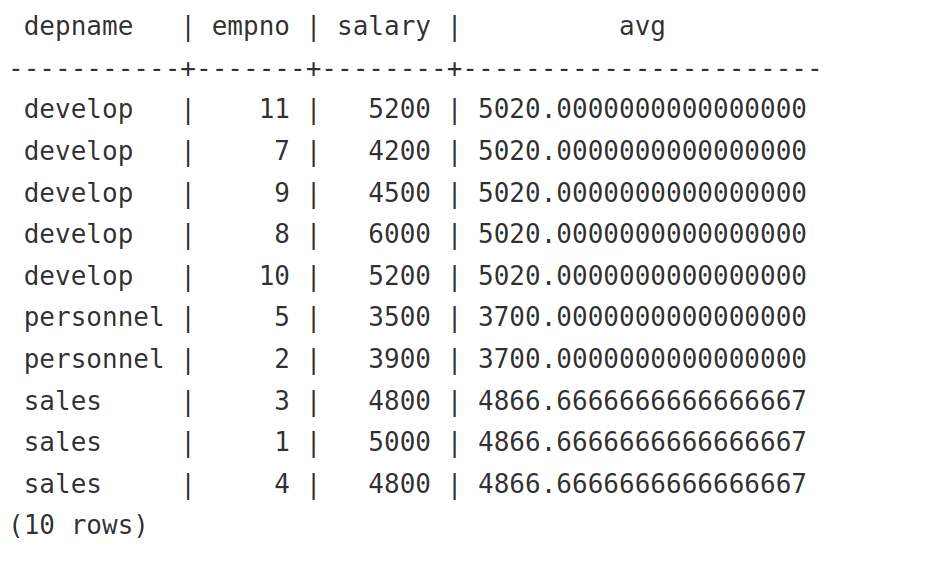 depname  | empno | salary |          avg
-----------+-------+--------+-----------------------
 develop   |    11 |   5200 | 5020.0000000000000000
 develop   |     7 |   4200 | 5020.0000000000000000
 develop   |     9 |   4500 | 5020.0000000000000000
 develop   |     8 |   6000 | 5020.0000000000000000
 develop   |    10 |   5200 | 5020.0000000000000000
 personnel |     5 |   3500 | 3700.0000000000000000
 personnel |     2 |   3900 | 3700.0000000000000000
 sales     |     3 |   4800 | 4866.6666666666666667
 sales     |     1 |   5000 | 4866.6666666666666667
 sales     |     4 |   4800 | 4866.6666666666666667
(10 rows)